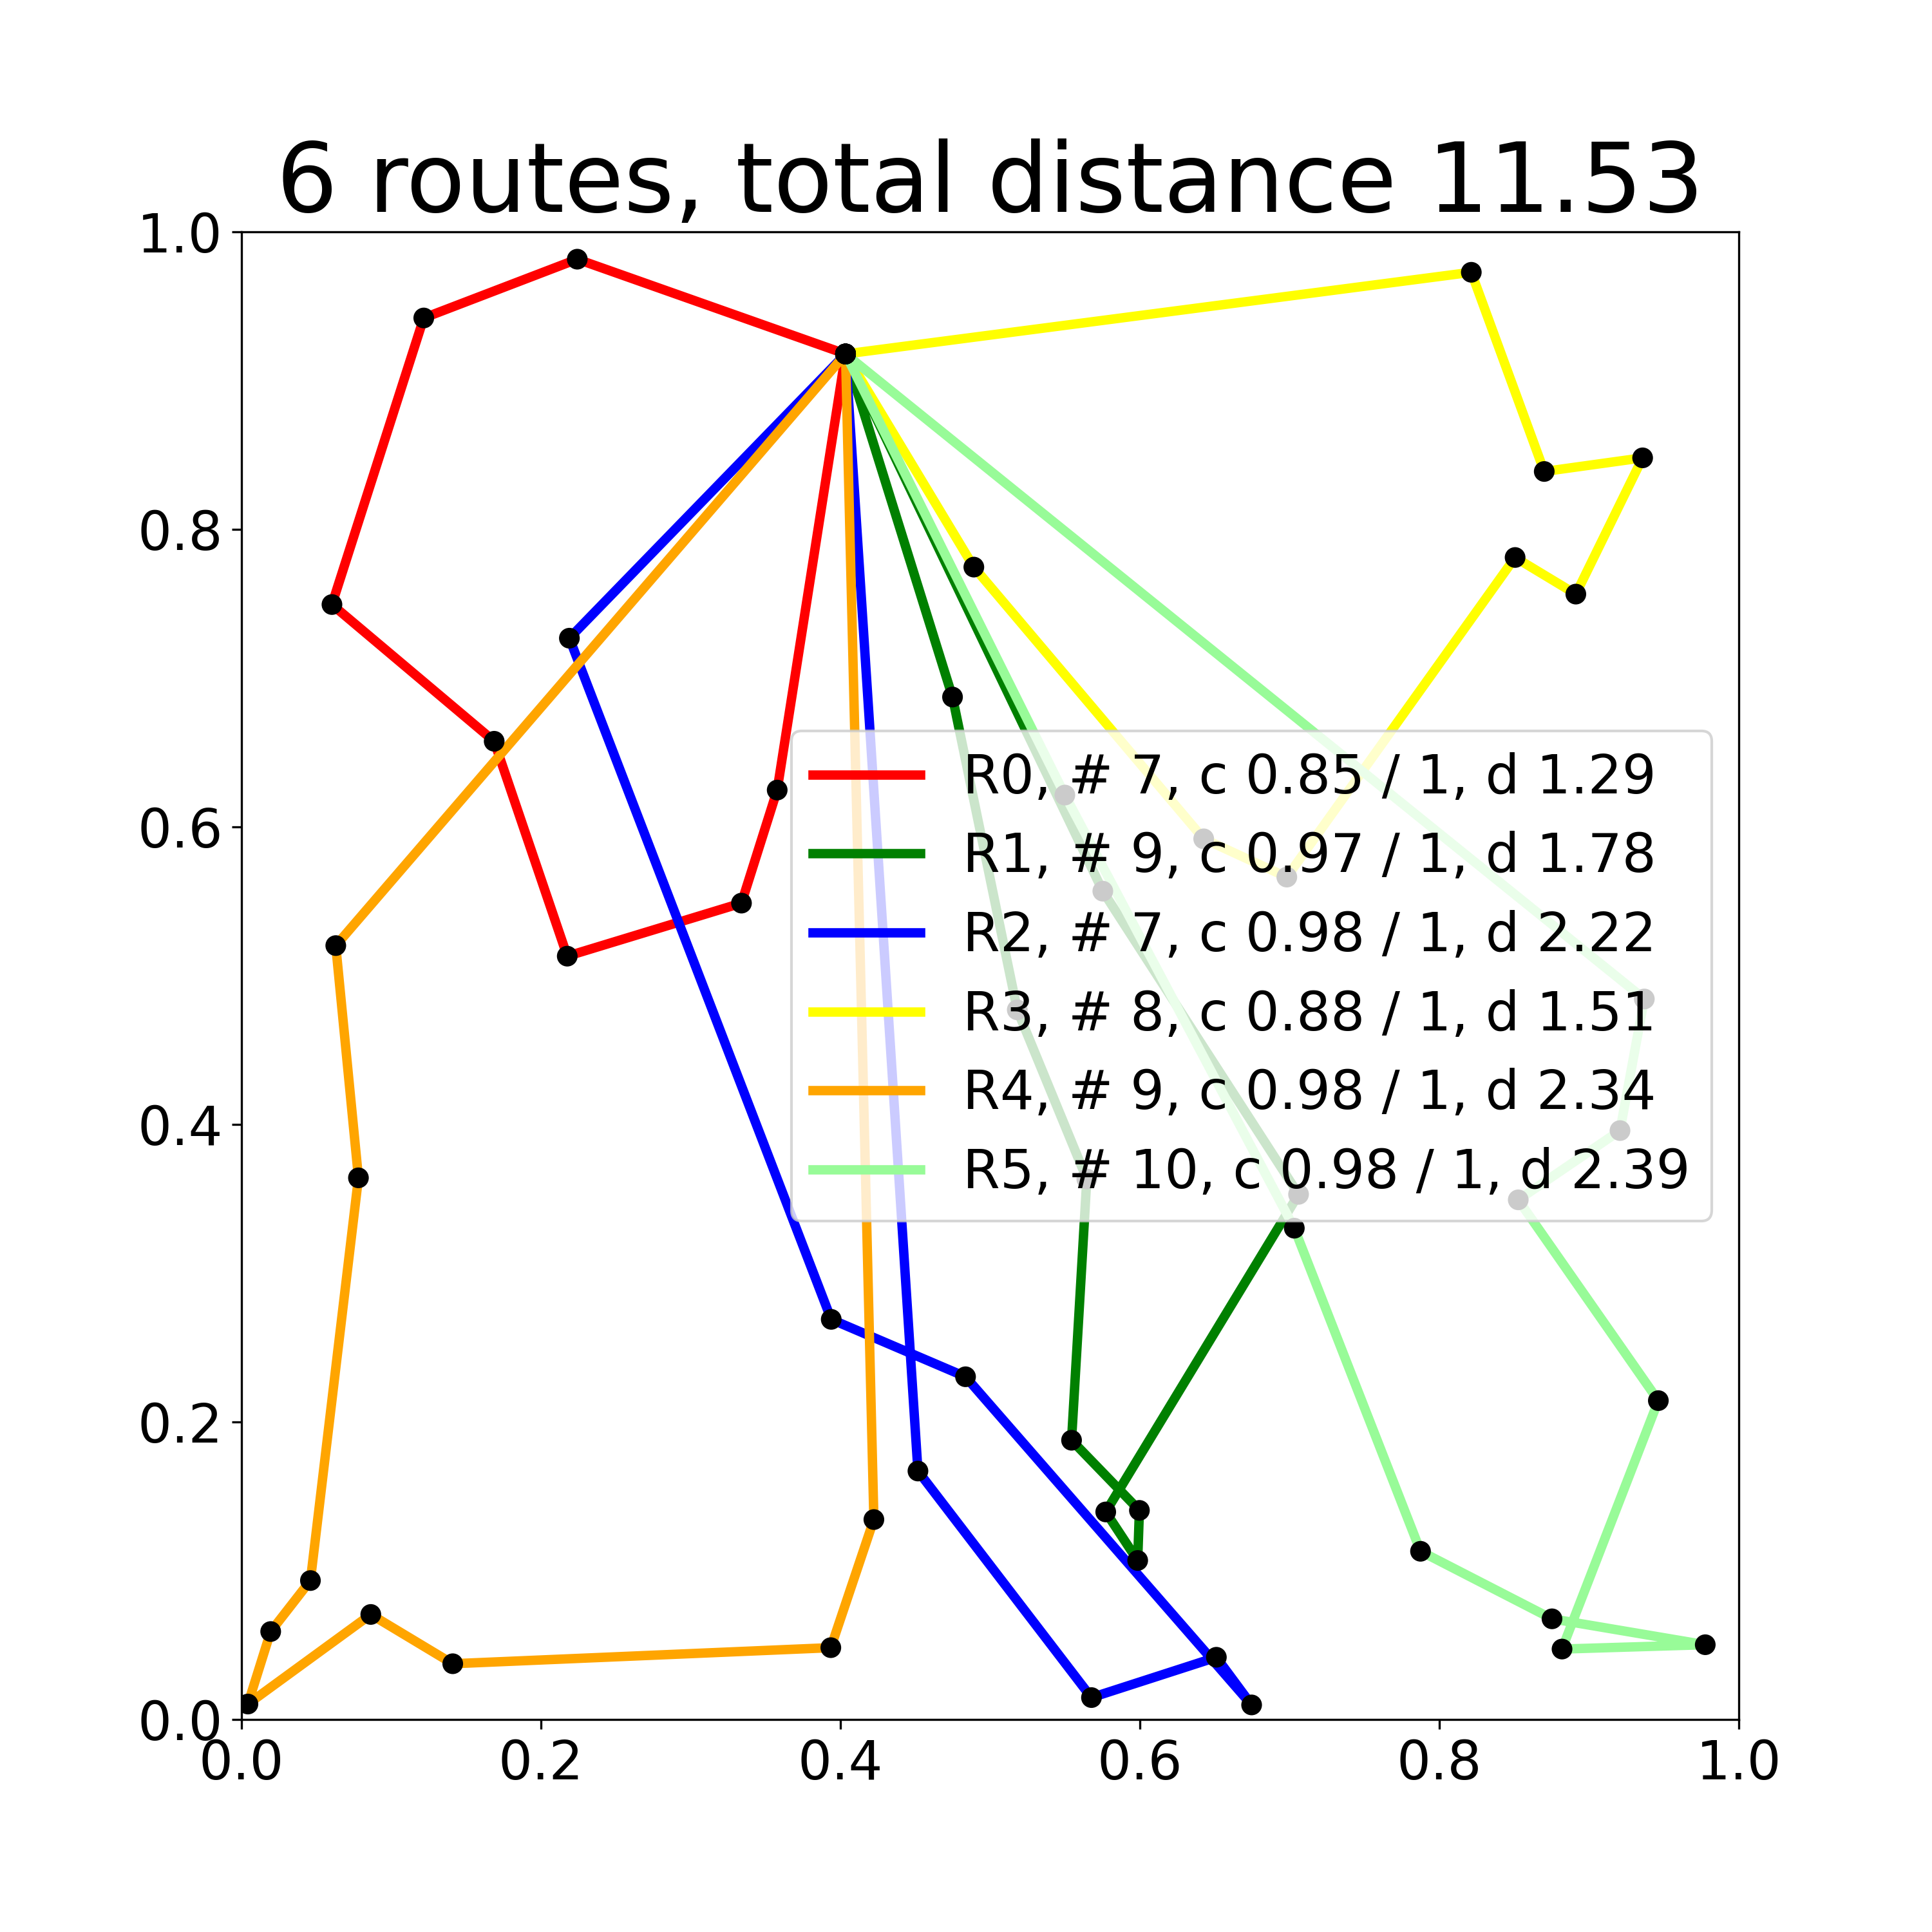 6 routes, total distance 11.53
1.0
0.8
0.6
0.4
0.2
0.0
R0, # 7, c 0.85 / 1, d 1.29
R1, # 9, c 0.97 / 1, d 1.78
R2, # 7, c 0.98 / 1, d 2.22
R3, # 8, c 0.88 / 1, d 1.51
R4, # 9, c 0.98 / 1, d 2.34
R5, # 10, c 0.98 / 1, d 2.39
0.0 0.2 0.4 0.6 0.8 1.0